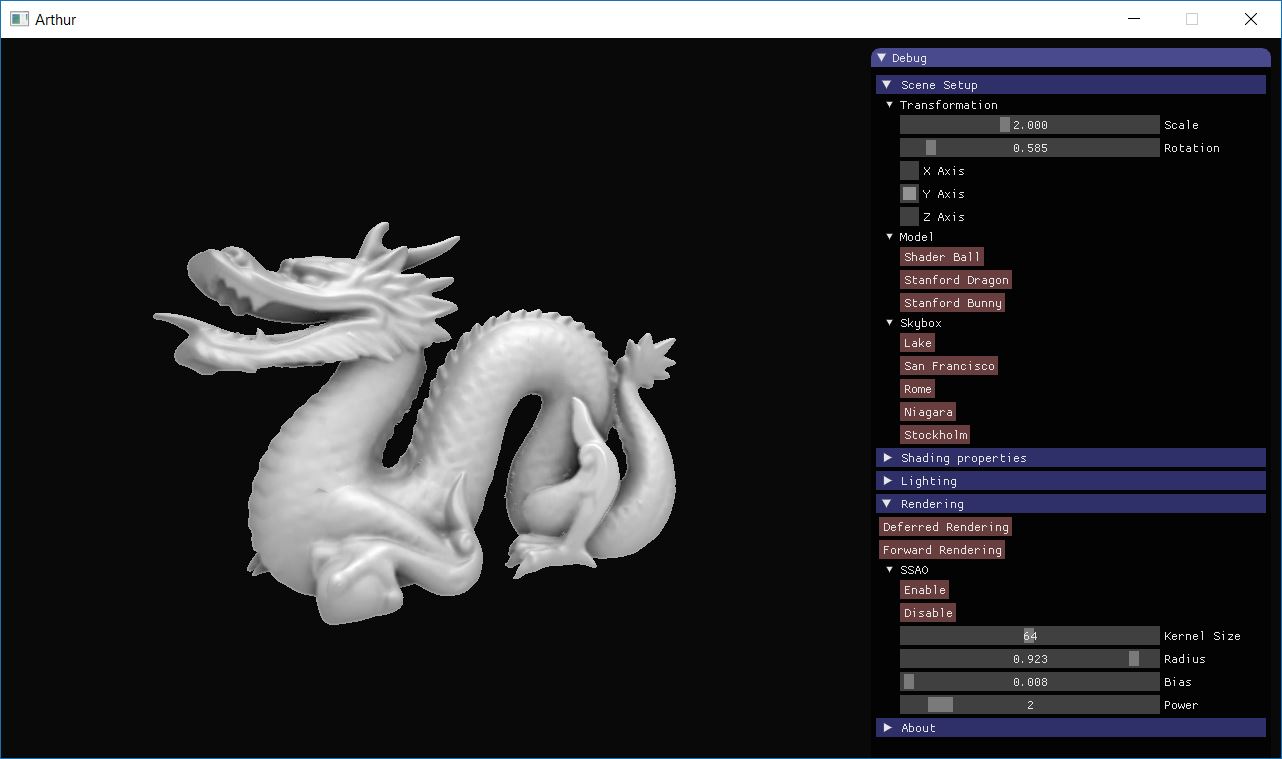 Arthur
Debug
Scene Setup
Transformation
2.000 Scale
0.585 Rotation
X Axis
Y Axis
Z Axis
Model
Shader Ball
Stanford Dragon
Stanford Bunny
Skybox
Lake
San Francisco
Rome
Niagara
Stockholm
Shading properties
Lighting
Rendering
Deferred Rendering
Forward Rendering
SSAO
Enable
Disable
64 Kernel Size
0.923 Radius
0.008 Bias
2 Power
About